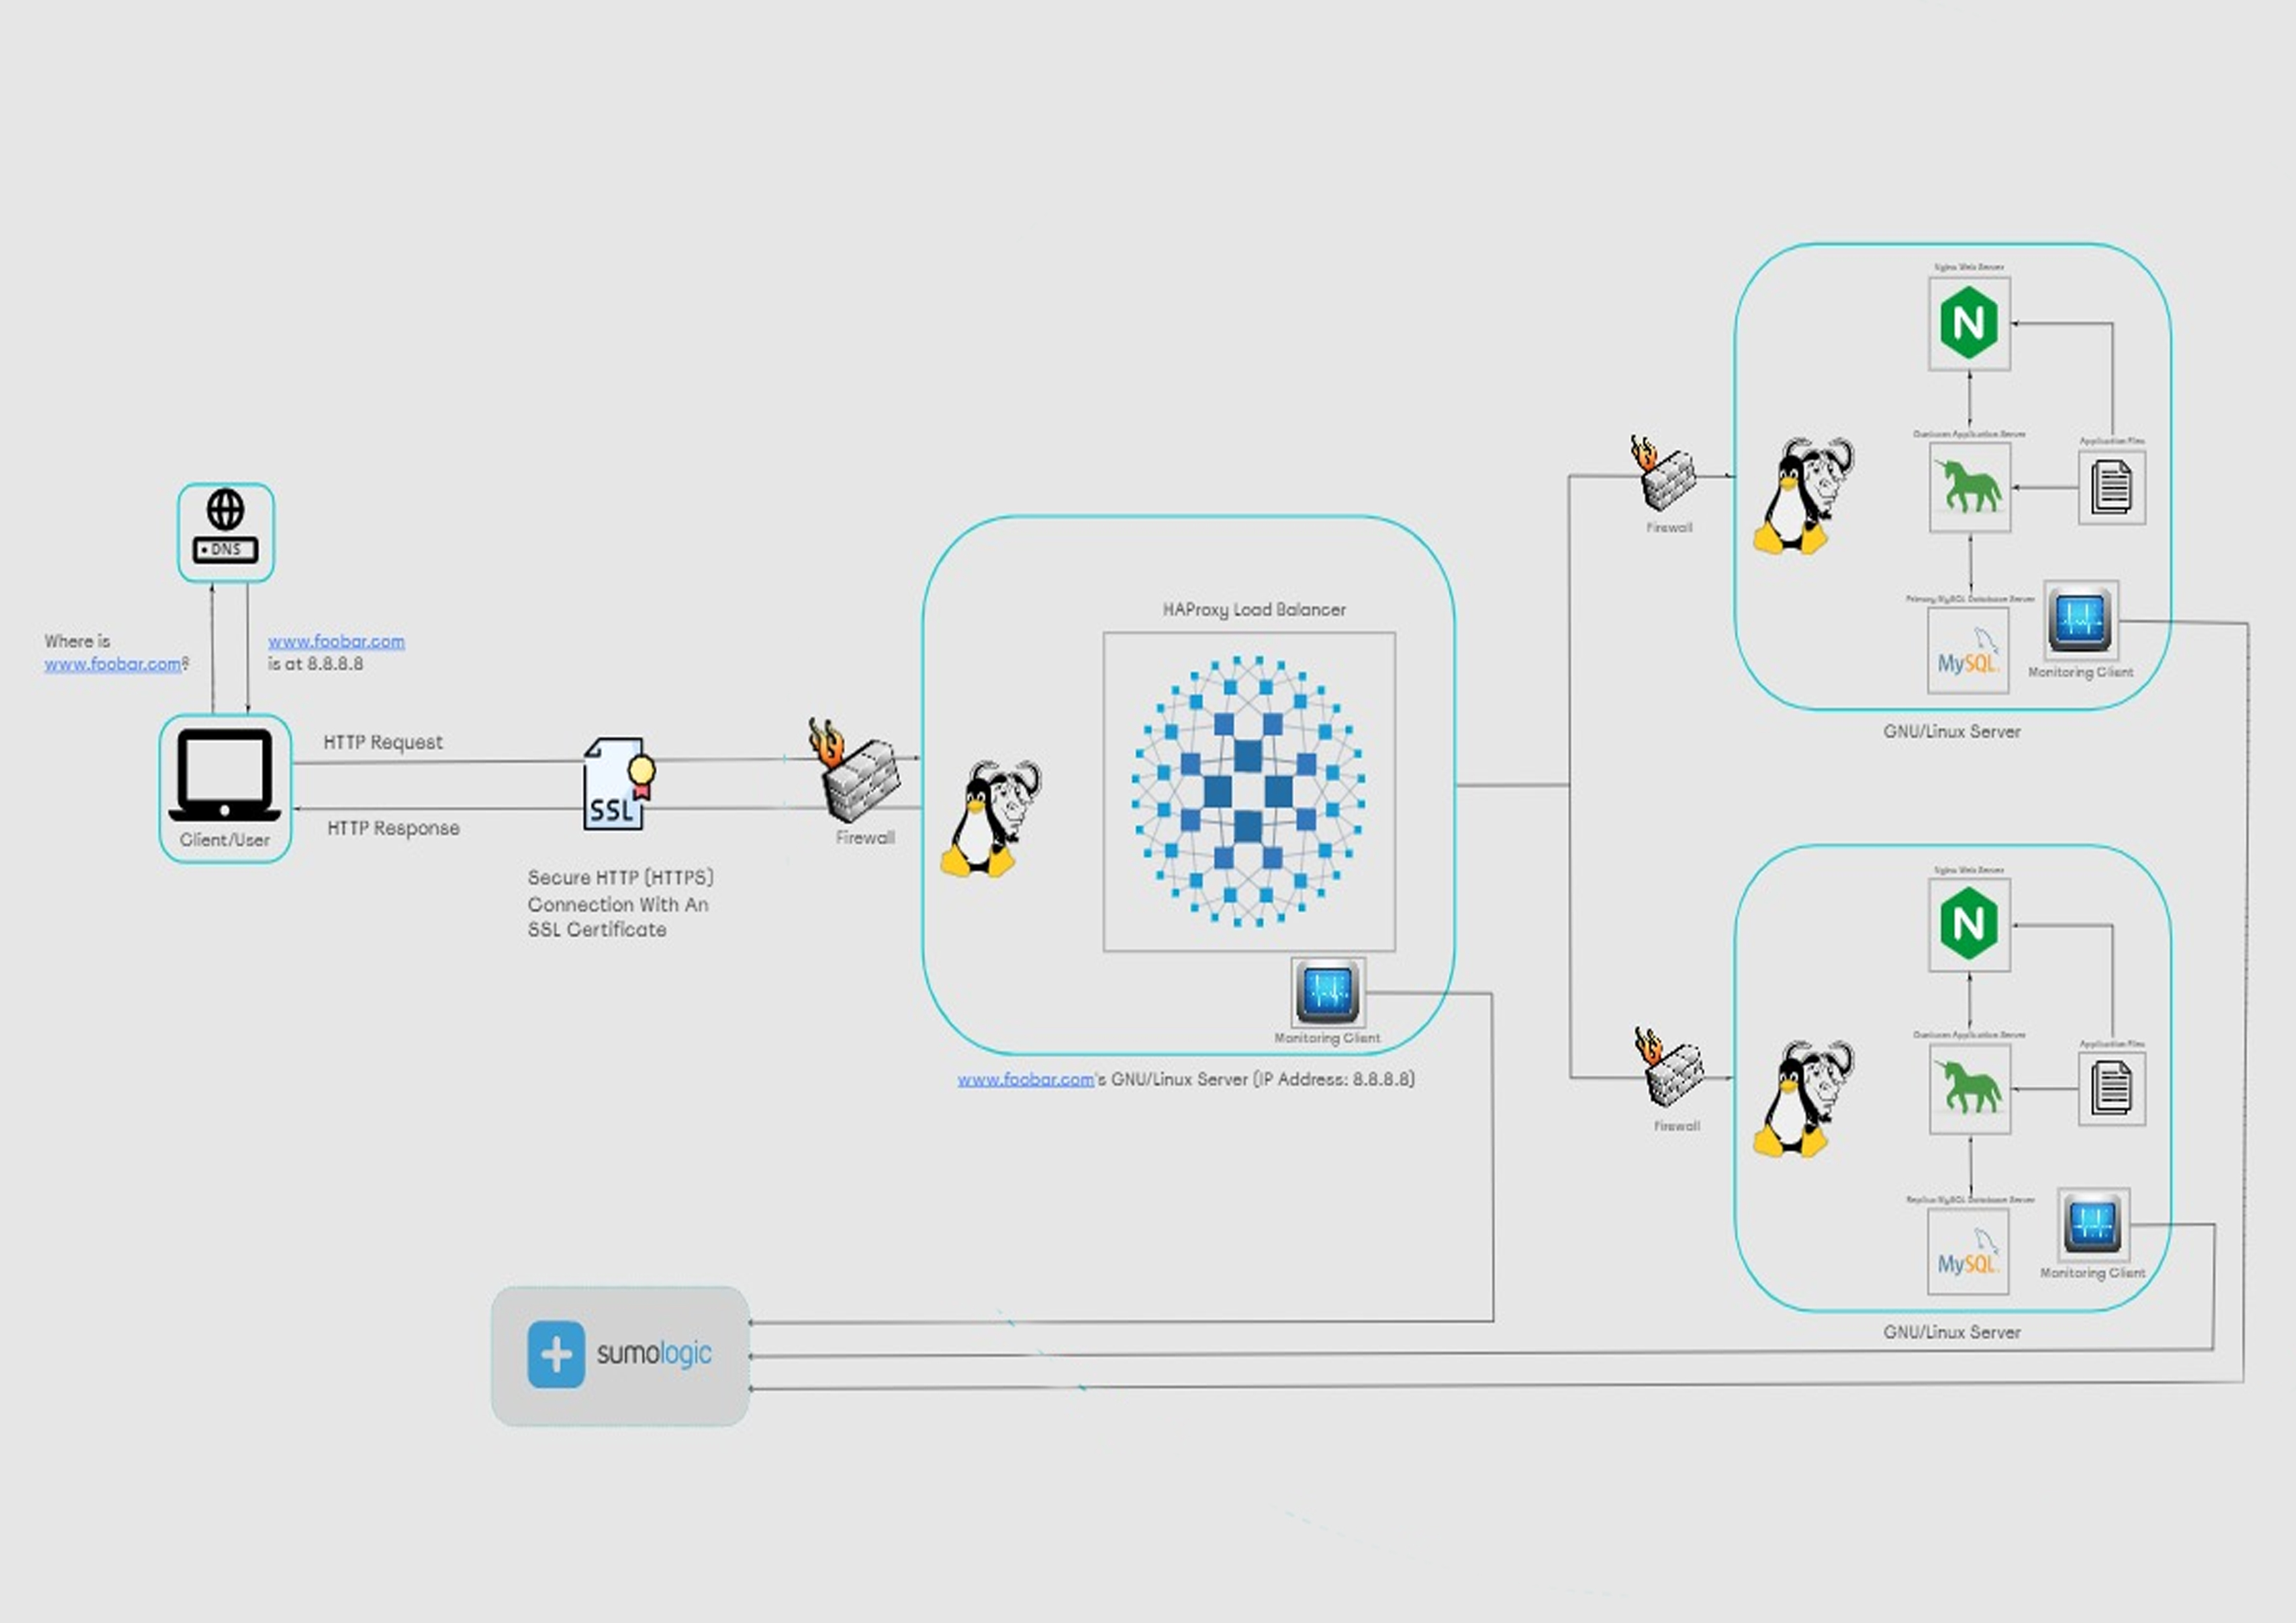 DNS
Where is
www.foobar.com?
www.foobar.com
is at 8.8.8.8
HTTP Request
HTTP Response
Client/User
SSL
Secure HTTP (HTTPS)
Connection With An
SSL Certificate
Firewall
HAProxy Load Balancer
Monitoring Client
www.foobar.com's GNU/Linux Server (IP Address: 8.8.8.8)
Firewall
Nginx Web Server
N
Gunicorn Application Server
Application Files
Primary MySQL Database Server
MySQL
Monitoring Client
GNU/Linux Server
Firewall
Nginx Web Server
N
Gunicorn Application Server
Application Files
Replica MySQL Database Server
MySQL
Monitoring Client
GNU/Linux Server
sumologic